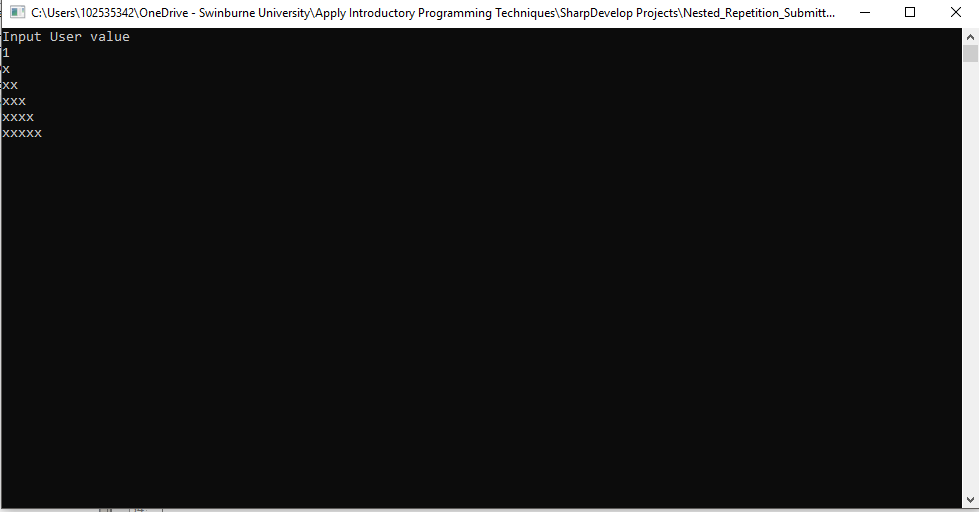 C:\Users\102535342\OneDrive - Swinburne University\Apply Introductory Programming Techniques\SharpDevelop Projects\Nested_Repetition_Submitt...
Input User value
1
x
xx
xxx
xxxx
xxxxx